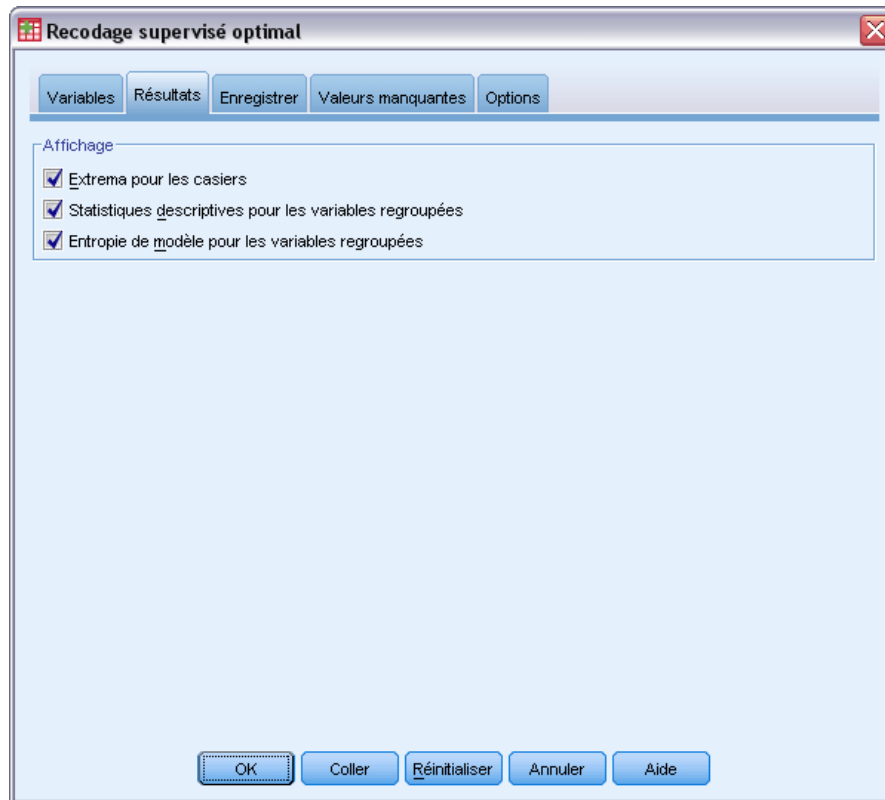 Recodage supervisé optimal
Variables Résultats Enregistrer Valeurs manquantes Options
Affichage
Extrema pour les casiers
Statistiques descriptives pour les variables regroupées
Entropie de modèle pour les variables regroupées
OK Coller Réinitialiser Annuler Aide